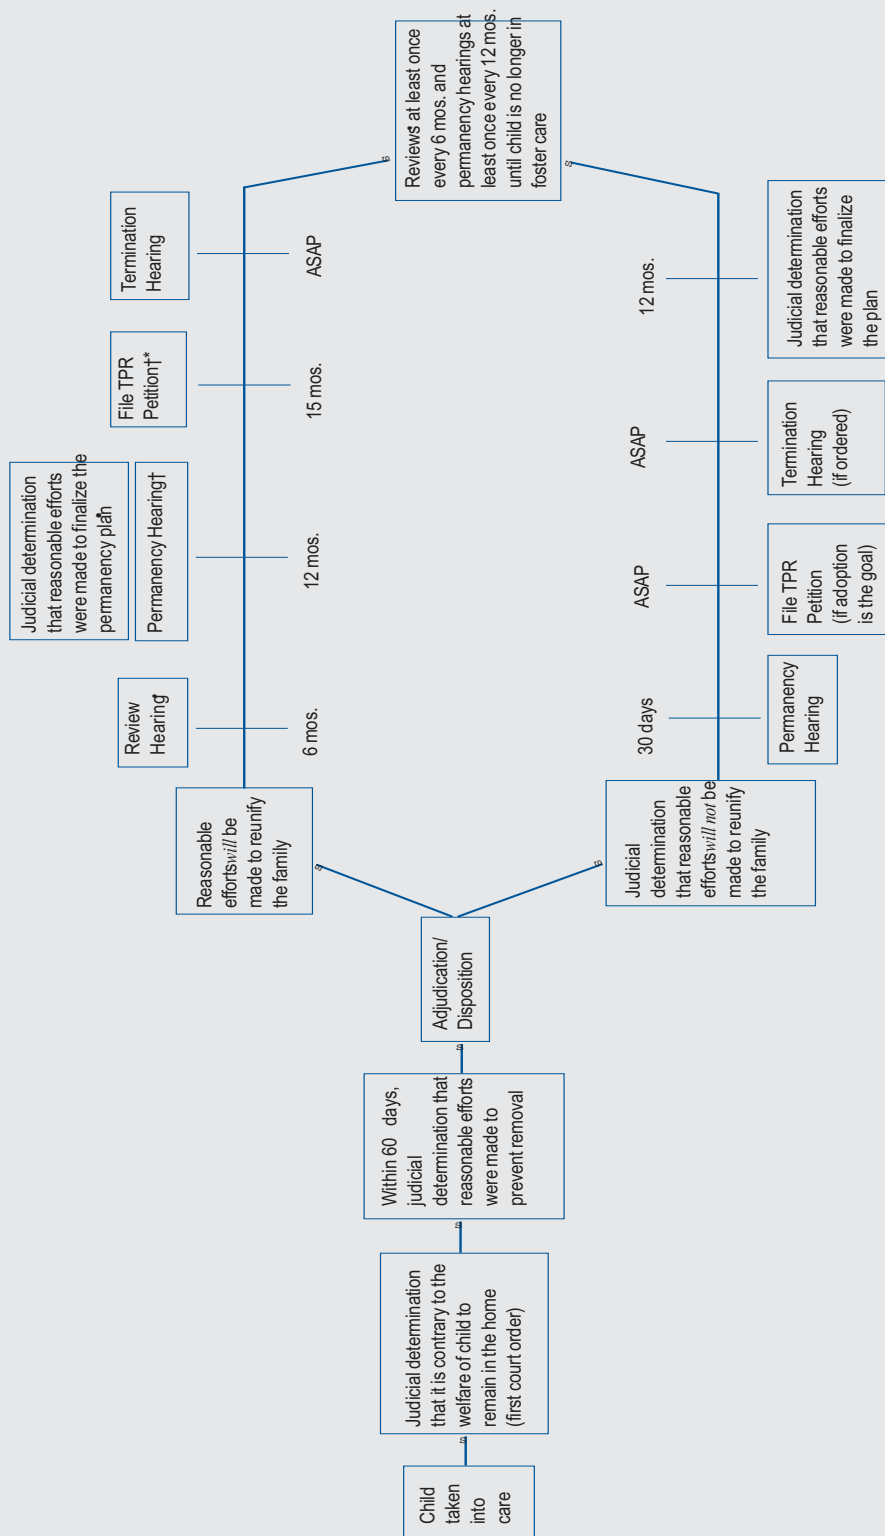 Child
taken
into
care
Judicial determination
that it is contrary to the
welfare of child to
remain in the home
(first court order)
Within 60 days,
judicial
determination that
reasonable efforts
were made to
prevent removal
Adjudication/
Disposition
Reasonable
efforts will be
made to reunify
the family
Review
Hearing*
6 mos.
Judicial determination
that reasonable efforts
were made to finalize the
permanency plan*
Permanency Hearing†
12 mos.
File TPR
Petition†*
15 mos.
Termination
Hearing
ASAP
Judicial
determination
that reasonable
efforts will not be
made to reunify
the family
30 days
Permanency
Hearing
ASAP
File TPR
Petition
(if adoption
is the goal)
ASAP
Termination
Hearing
(if ordered)
12 mos.
Judicial determination
that reasonable efforts
were made to finalize
the plan
Reviews* at least once
every 6 mos. and
permanency hearings at
least once every 12 mos.
until child is no longer in
foster care